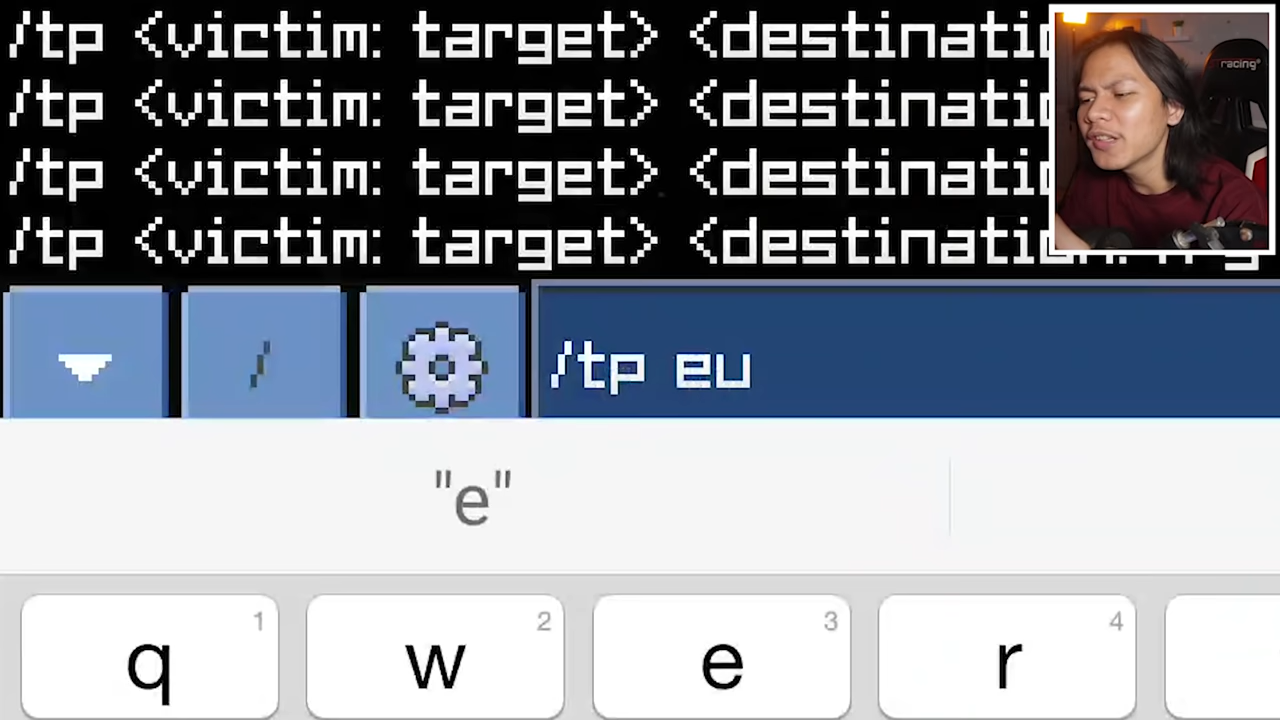 /tp <victim: target> <destinatio
/tp <victim: target> <destinatio
/tp <victim: target> <destinatio
/tp <victim: target> <destination:
racing
/ /tp eu
"e"
1 2 3 4
q w e r